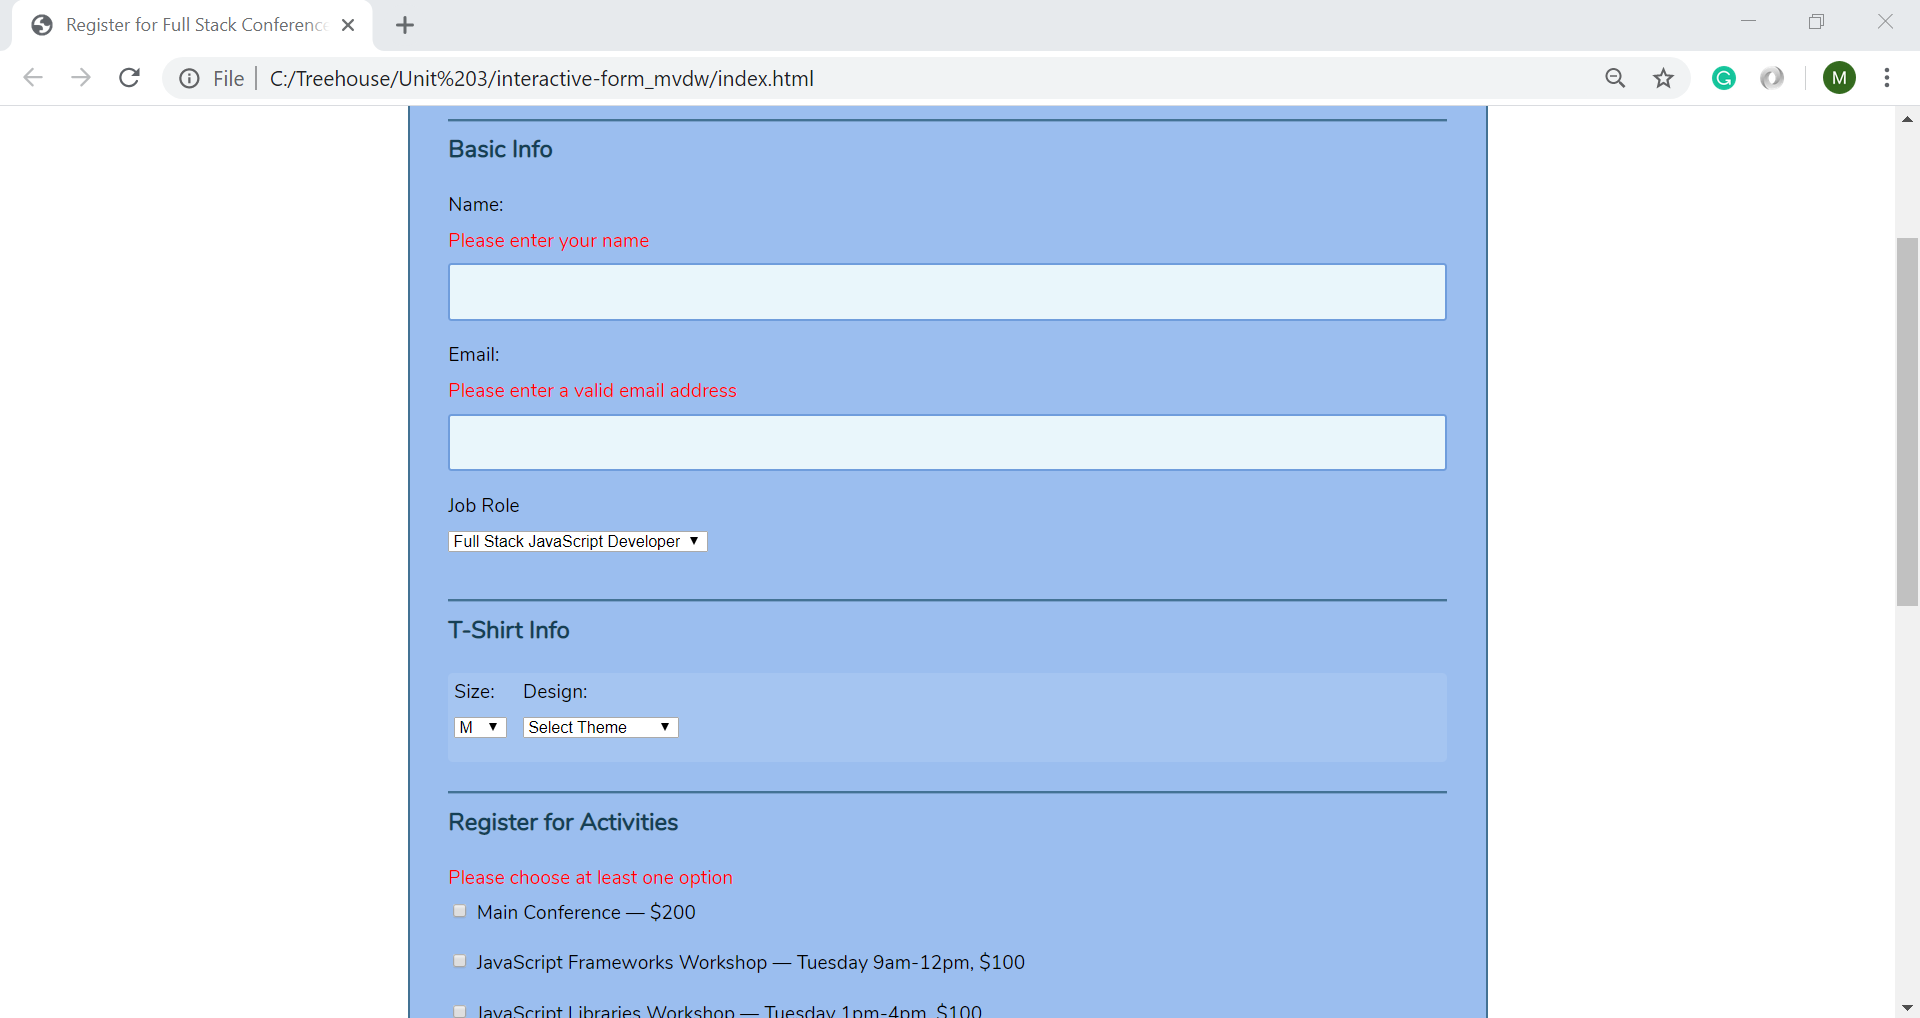 Register for Full Stack Conference
File
C:/Treehouse/Unit%203/interactive-form_mvdw/index.html
M
Basic Info
Name:
Please enter your name
Email:
Please enter a valid email address
Job Role
Full Stack JavaScript Developer
T-Shirt Info
Size: Design:
M Select Theme
Register for Activities
Please choose at least one option
Main Conference — $200
JavaScript Frameworks Workshop — Tuesday 9am-12pm, $100
JavaScript Libraries Workshop — Tuesday 1pm-4pm, $100